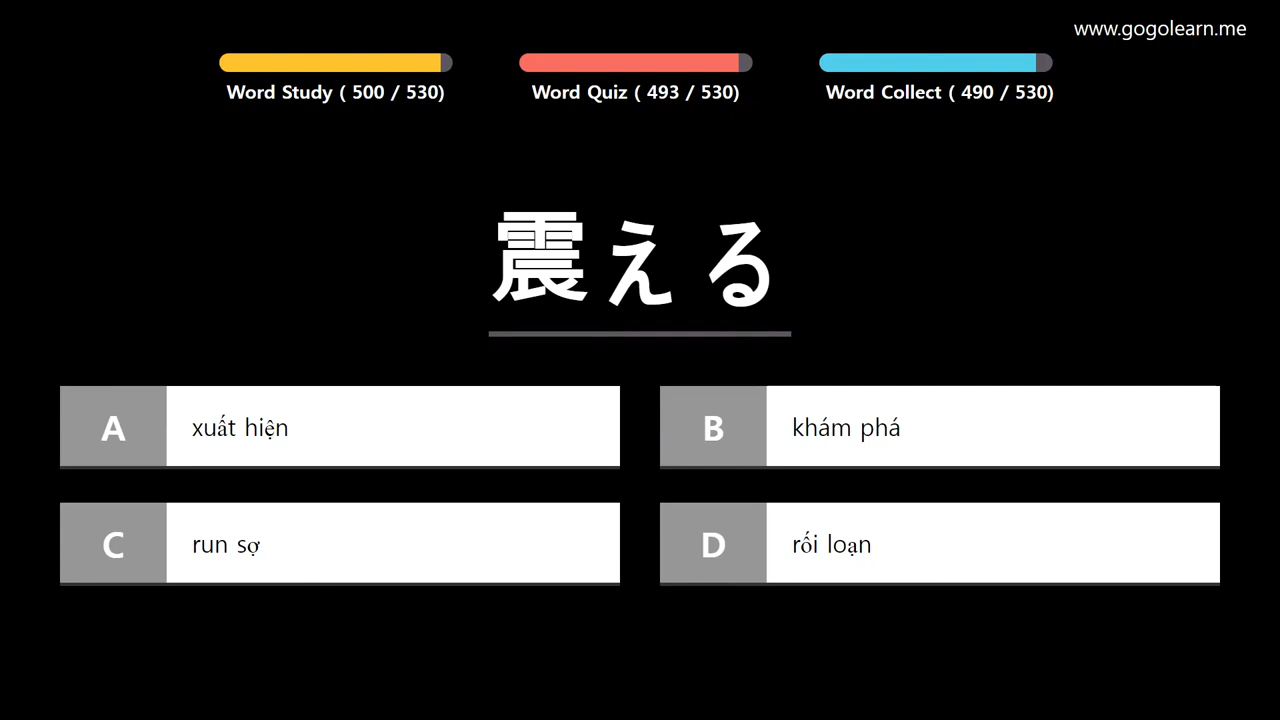 www.gogolearn.me
Word Study ( 500 / 530)
Word Quiz ( 493 / 530)
Word Collect ( 490 / 530)
震える
A xuất hiện
B khám phá
C run sợ
D rối loạn